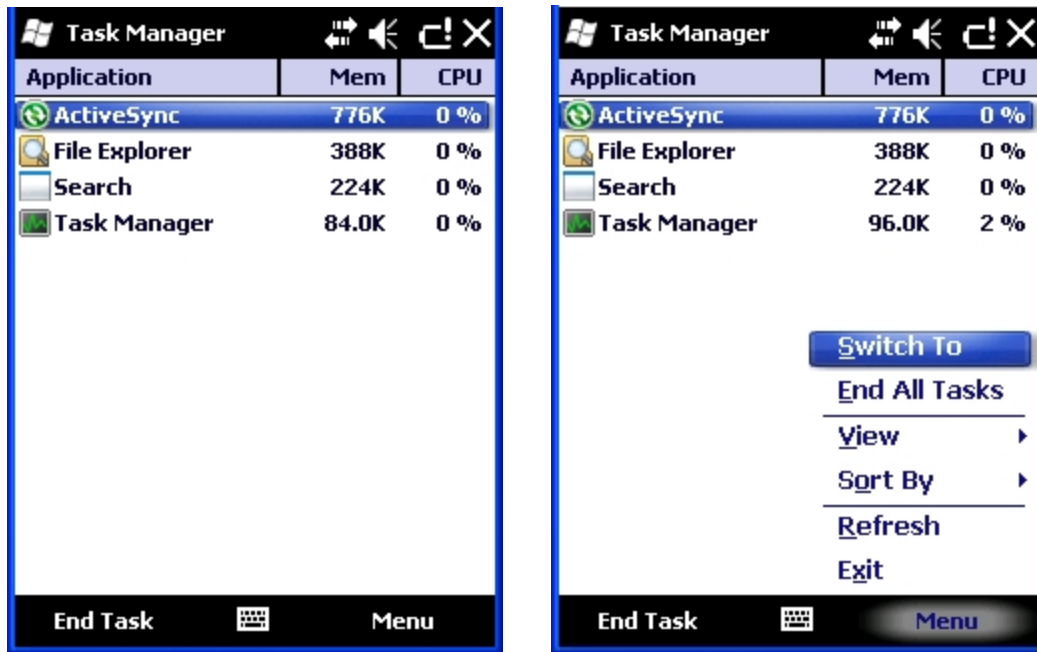 Task Manager
Application Mem CPU
ActiveSync 776K 0 %
File Explorer 388K 0 %
Search 224K 0 %
Task Manager 84.0K 0 %
End Task Menu
Task Manager
Application Mem CPU
ActiveSync 776K 0 %
File Explorer 388K 0 %
Search 224K 0 %
Task Manager 96.0K 2 %
Switch To
End All Tasks
View
Sort By
Refresh
Exit
End Task Menu